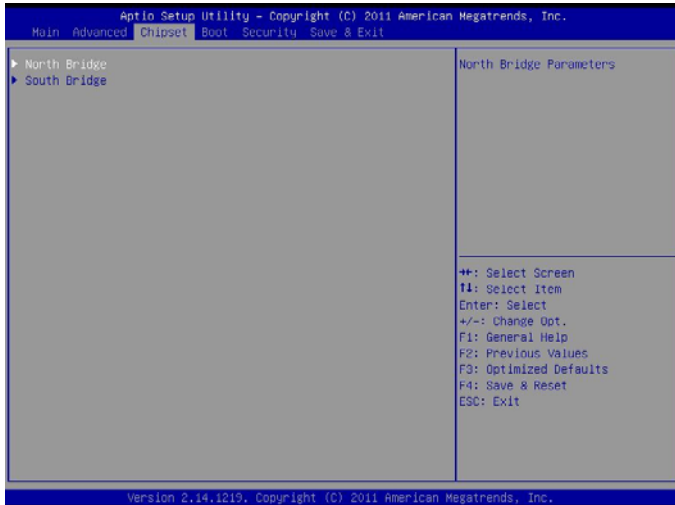 Aptio Setup Utility – Copyright (C) 2011 American Megatrends, Inc.
Main Advanced Chipset Boot Security Save & Exit
▶ North Bridge
▶ South Bridge
North Bridge Parameters
→←: Select Screen
↑↓: Select Item
Enter: Select
+/-: Change Opt.
F1: General Help
F2: Previous Values
F3: Optimized Defaults
F4: Save & Reset
ESC: Exit
Version 2.14.1219. Copyright (C) 2011 American Megatrends, Inc.